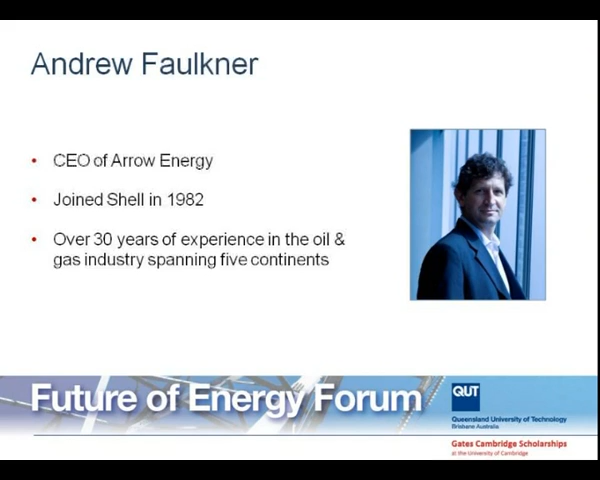 Andrew Faulkner
• CEO of Arrow Energy
• Joined Shell in 1982
• Over 30 years of experience in the oil &
gas industry spanning five continents
Future of Energy Forum
QUT
Queensland University of Technology
Brisbane Australia
Gates Cambridge Scholarships
at the University of Cambridge